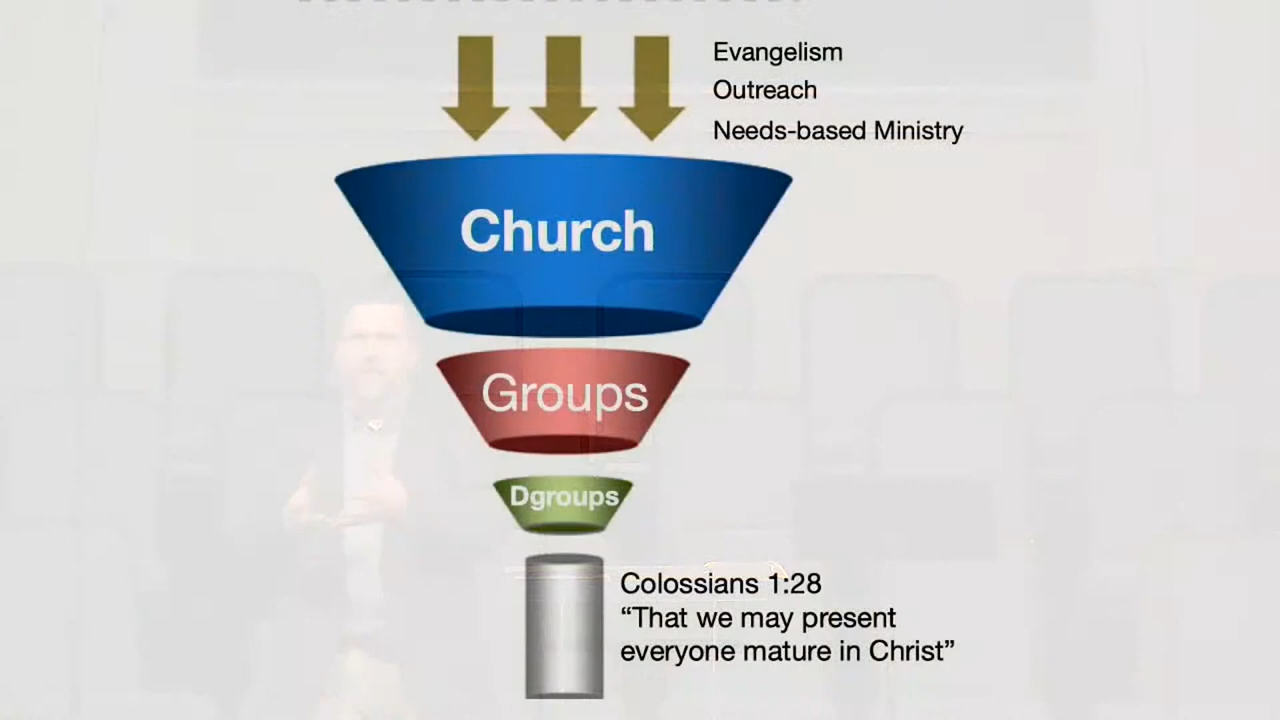 Evangelism
Outreach
Needs-based Ministry
Church
Groups
Dgroups
Colossians 1:28
“That we may present
everyone mature in Christ”